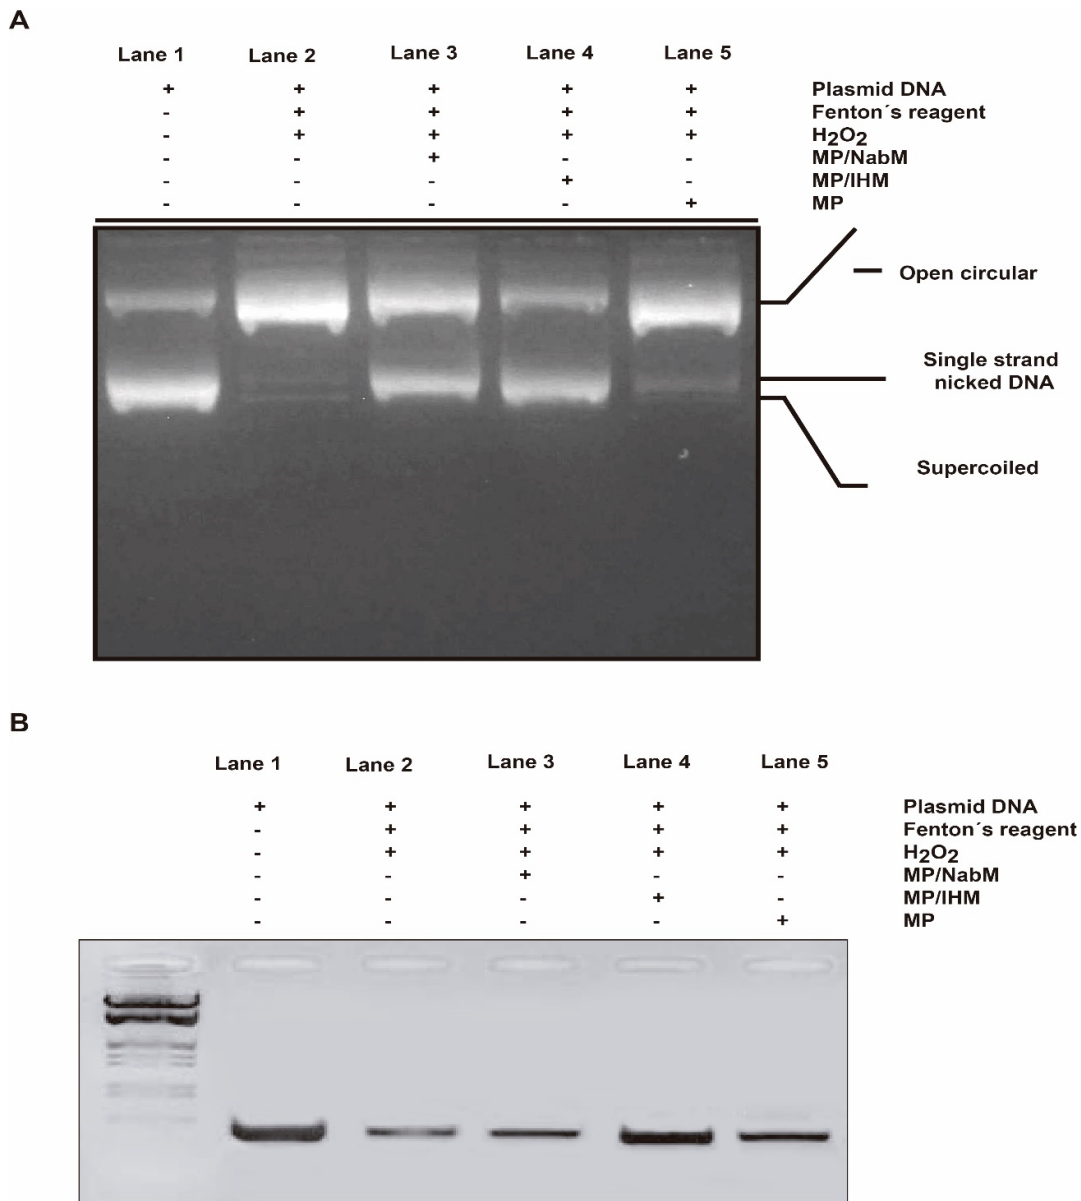 A
Lane 1 Lane 2 Lane 3 Lane 4 Lane 5
+ + + + + Plasmid DNA
- + + + + Fenton´s reagent
- + + + + H₂O₂
- - + - - MP/NabM
- - - + - MP/IHM
- - - - + MP
Open circular
Single strand
nicked DNA
Supercoiled
B
Lane 1 Lane 2 Lane 3 Lane 4 Lane 5
+ + + + + Plasmid DNA
- + + + + Fenton´s reagent
- + + + + H₂O₂
- - + - - MP/NabM
- - - + - MP/IHM
- - - - + MP